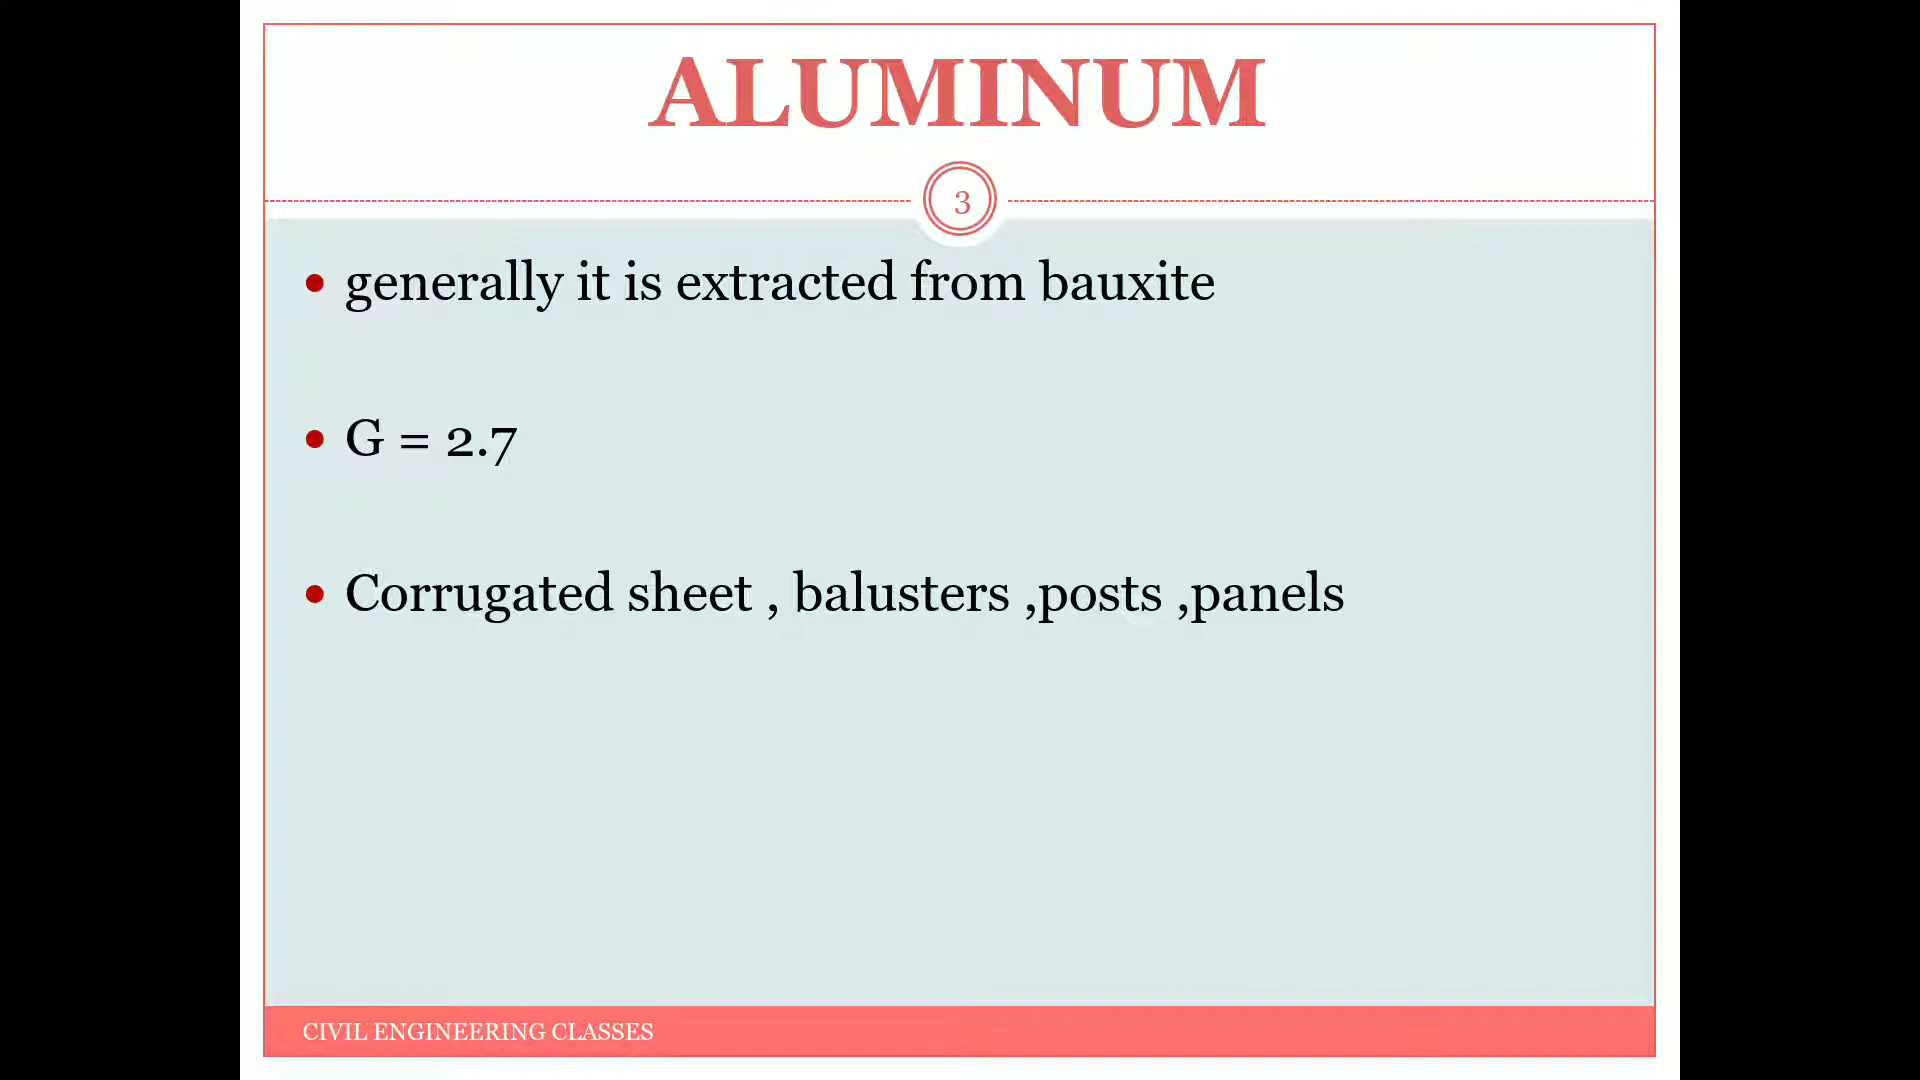 ALUMINUM
3
• generally it is extracted from bauxite
• G = 2.7
• Corrugated sheet , balusters ,posts ,panels
CIVIL ENGINEERING CLASSES